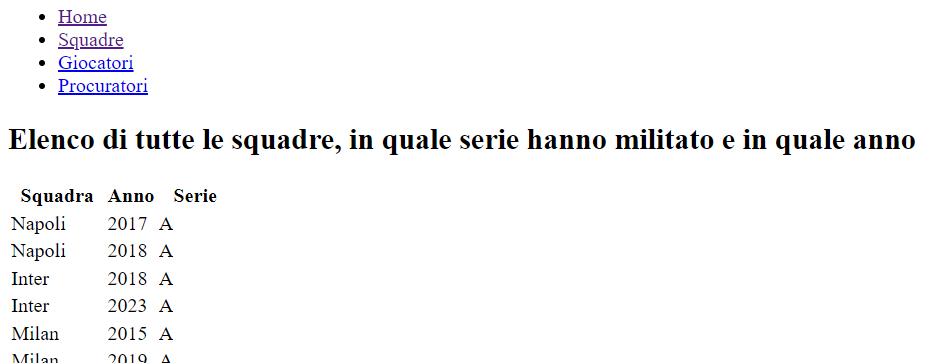 Home
Squadre
Giocatori
Procuratori
Elenco di tutte le squadre, in quale serie hanno militato e in quale anno
Squadra Anno Serie
Napoli 2017 A
Napoli 2018 A
Inter 2018 A
Inter 2023 A
Milan 2015 A
Milan 2019 A